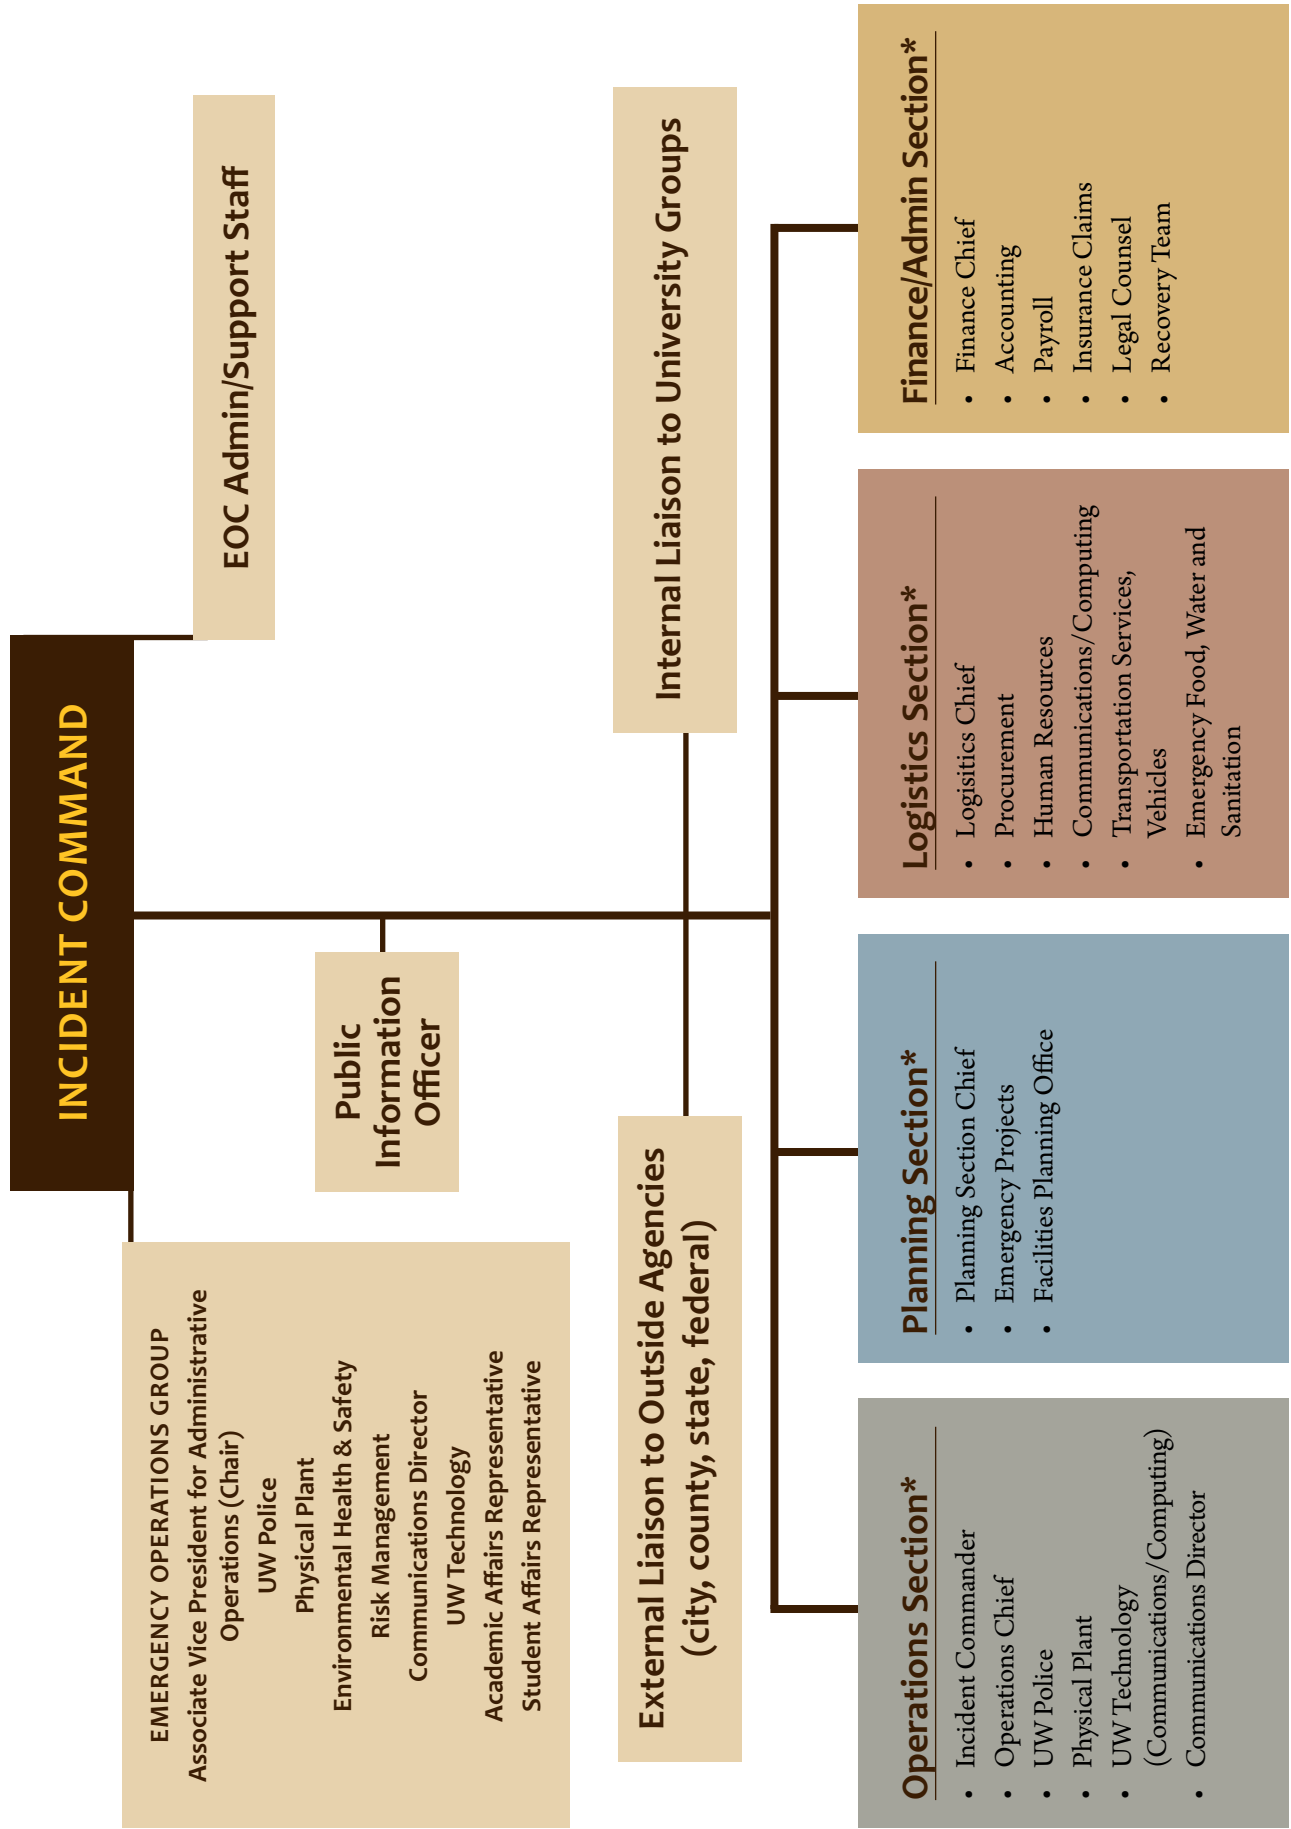 INCIDENT COMMAND
EMERGENCY OPERATIONS GROUP
Associate Vice President for Administrative
Operations (Chair)
UW Police
Physical Plant
Environmental Health & Safety
Risk Management
Communications Director
UW Technology
Academic Affairs Representative
Student Affairs Representative
EOC Admin/Support Staff
Public
Information
Officer
External Liaison to Outside Agencies
(city, county, state, federal)
Internal Liaison to University Groups
Operations Section*
• Incident Commander
• Operations Chief
• UW Police
• Physical Plant
• UW Technology
(Communications/Computing)
• Communications Director
Planning Section*
• Planning Section Chief
• Emergency Projects
• Facilities Planning Office
Logistics Section*
• Logisitics Chief
• Procurement
• Human Resources
• Communications/Computing
• Transportation Services,
Vehicles
• Emergency Food, Water and
Sanitation
Finance/Admin Section*
• Finance Chief
• Accounting
• Payroll
• Insurance Claims
• Legal Counsel
• Recovery Team